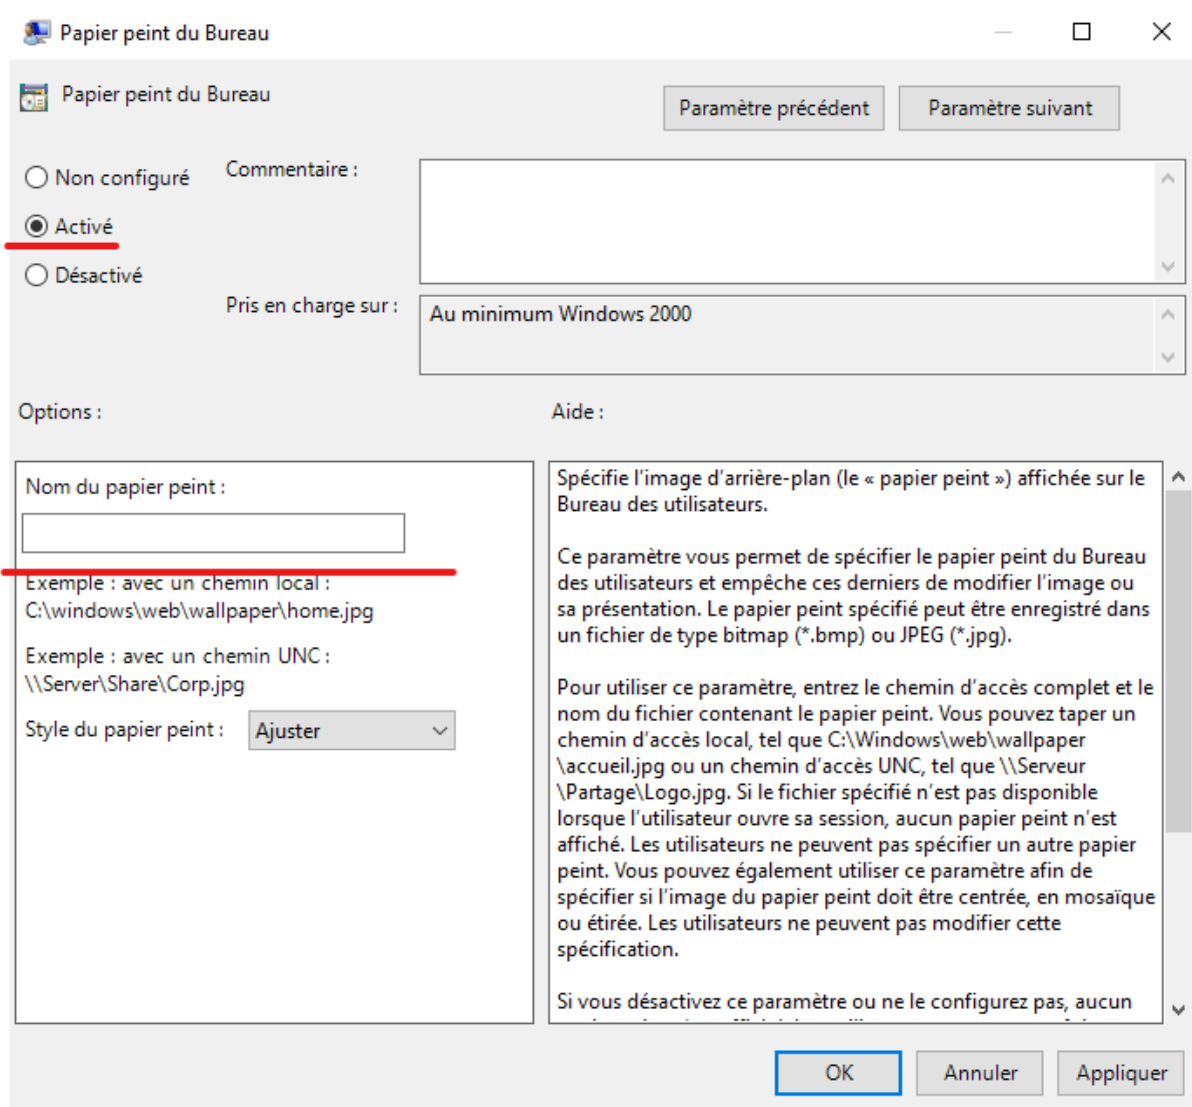 Papier peint du Bureau
Papier peint du Bureau
Paramètre précédent
Paramètre suivant
Non configuré
Commentaire :
Activé
Désactivé
Pris en charge sur :
Au minimum Windows 2000
Options :
Aide :
Nom du papier peint :
Exemple : avec un chemin local :
C:\windows\web\wallpaper\home.jpg
Exemple : avec un chemin UNC :
\\Server\Share\Corp.jpg
Style du papier peint :
Ajuster
Spécifie l'image d'arrière-plan (le « papier peint ») affichée sur le
Bureau des utilisateurs.
Ce paramètre vous permet de spécifier le papier peint du Bureau
des utilisateurs et empêche ces derniers de modifier l'image ou
sa présentation. Le papier peint spécifié peut être enregistré dans
un fichier de type bitmap (*.bmp) ou JPEG (*.jpg).
Pour utiliser ce paramètre, entrez le chemin d'accès complet et le
nom du fichier contenant le papier peint. Vous pouvez taper un
chemin d'accès local, tel que C:\Windows\web\wallpaper
\accueil.jpg ou un chemin d'accès UNC, tel que \\Serveur
\Partage\Logo.jpg. Si le fichier spécifié n'est pas disponible
lorsque l'utilisateur ouvre sa session, aucun papier peint n'est
affiché. Les utilisateurs ne peuvent pas spécifier un autre papier
peint. Vous pouvez également utiliser ce paramètre afin de
spécifier si l'image du papier peint doit être centrée, en mosaïque
ou étirée. Les utilisateurs ne peuvent pas modifier cette
spécification.
Si vous désactivez ce paramètre ou ne le configurez pas, aucun
OK
Annuler
Appliquer